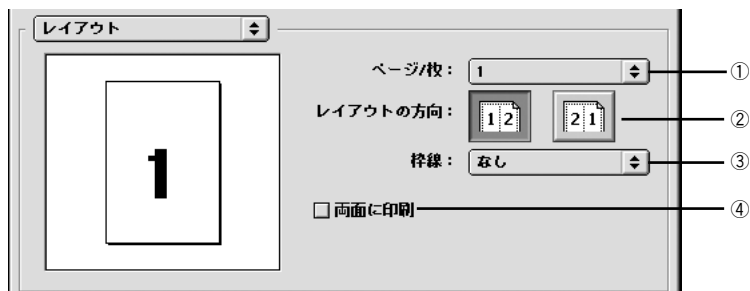 レイアウト
ページ/枚： 1 ①
レイアウトの方向： 1 2 2 1 ②
枠線： なし ③
両面に印刷 ④
1